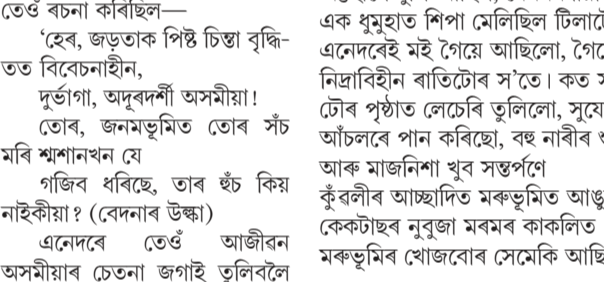 তেওঁ ৰচনা কৰিছিল—
‘হেৰ, জড়তাক পিষ্ঠ চিন্তা বৃদ্ধি-
তত বিবেচনাহীন,
দুৰ্ভগা, অদূৰদৰ্শী অসমীয়া!
তোৰ, জনমভূমিত তোৰ সঁচ
মৰি শ্মশানখন যে
গজিব ধৰিছে, তাৰ হুঁচ কিয়
নাইকীয়া? (বেদনাৰ উল্কা)
এনেদৰে তেওঁ আজীৱন
অসমীয়াৰ চেতনা জগাই তুলিবলৈ
এক ধুমুহাত শিপা মেলিছিল টিলাটো
এনেদৰেই মই গৈয়ে আছিলো,
নিদ্ৰাবিহীন ৰাতিটোৰ স’তে। কত
পৃষ্ঠাত লেচেৰি তুলিলো,
আঁচলৰে পান কৰিছো, বহু নাৰীৰ
আৰু মাজনিশা খুব সন্তৰ্পণে
কুঁৱলীৰ আচ্ছাদিত মৰুভূমিত
কেকটাছৰ নুবুজা মৰমৰ কাকলিত
মৰুভূমিৰ খোজবোৰ সেমেকি আছি